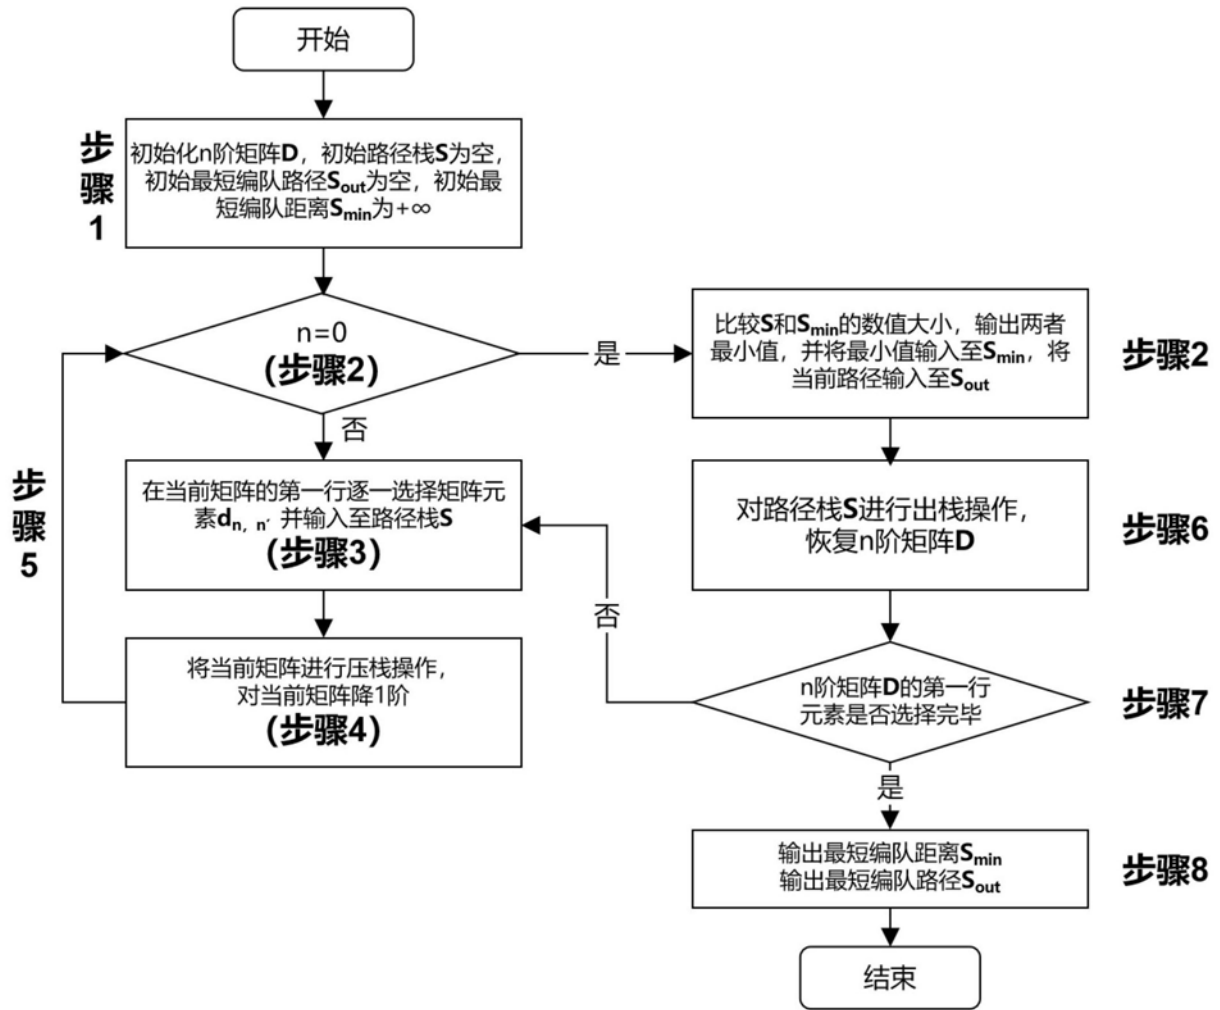 开始
步骤1
初始化n阶矩阵D，初始路径栈S为空，
初始最短编队路径Sout为空，初始最
短编队距离Smin为+∞
n=0
(步骤2)
是
否
比较S和Smin的数值大小，输出两者
最小值，并将最小值输入至Smin，将
当前路径输入至Sout
步骤2
在当前矩阵的第一行逐一选择矩阵元
素dn, n′ 并输入至路径栈S
(步骤3)
步骤5
对路径栈S进行出栈操作，
恢复n阶矩阵D
步骤6
否
将当前矩阵进行压栈操作，
对当前矩阵降1阶
(步骤4)
n阶矩阵D的第一行
元素是否选择完毕
步骤7
是
输出最短编队距离Smin
输出最短编队路径Sout
步骤8
结束